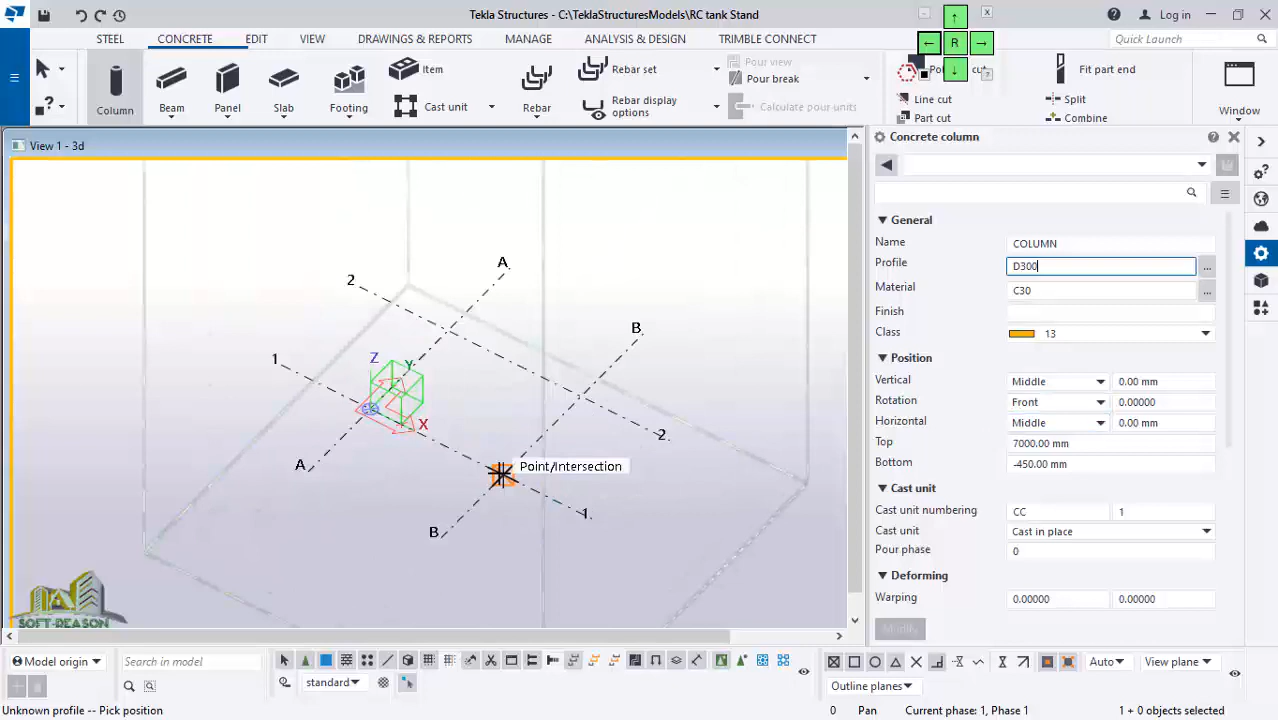 Tekla Structures - C:\TeklaStructuresModels\RC tank Stand
Log in
STEEL CONCRETE EDIT VIEW DRAWINGS & REPORTS MANAGE ANALYSIS & DESIGN TRIMBLE CONNECT
Quick Launch
R
Column
Beam
Panel
Slab
Footing
Item
Cast unit
Rebar
Rebar set
Rebar display
options
Pour view
Pour break
Calculate pour units
cut
Line cut
Part cut
Fit part end
Split
Combine
Window
View 1 - 3d
A
2
B
1
Z
Y
X
2
A
Point/Intersection
1
B
SOFT-REASON
Concrete column
General
Name COLUMN
Profile D300
Material C30
Finish
Class 13
Position
Vertical Middle 0.00 mm
Rotation Front 0.00000
Horizontal Middle 0.00 mm
Top 7000.00 mm
Bottom -450.00 mm
Cast unit
Cast unit numbering CC 1
Cast unit Cast in place
Pour phase 0
Deforming
Warping 0.00000 0.00000
Modify
Model origin
Search in model
standard
Auto
View plane
Outline planes
Unknown profile -- Pick position
0 Pan Current phase: 1, Phase 1 1 + 0 objects selected